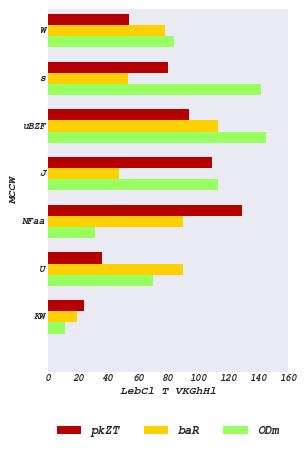 W
s
uBZF
J
NFaa
U
KW
MCCW
0 20 40 60 80 100 120 140 160
LebCl T VKGhHl
pkZT baR ODm